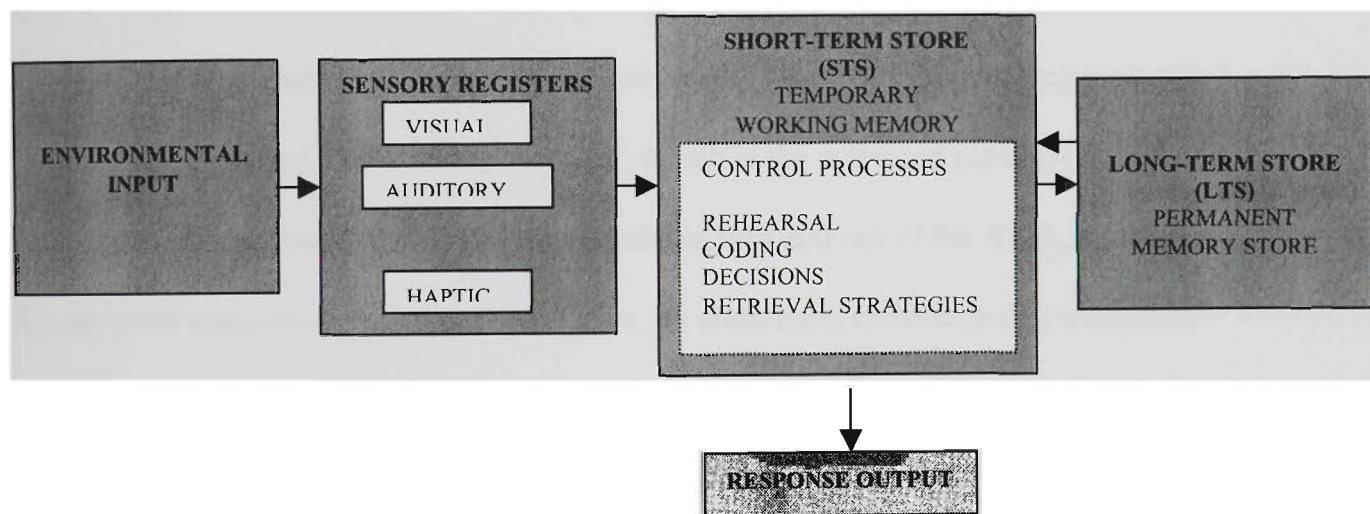 ENVIRONMENTAL
INPUT
SENSORY REGISTERS
VISUAL
AUDITORY
HAPTIC
SHORT-TERM STORE
(STS)
TEMPORARY
WORKING MEMORY
CONTROL PROCESSES
REHEARSAL
CODING
DECISIONS
RETRIEVAL STRATEGIES
LONG-TERM STORE
(LTS)
PERMANENT
MEMORY STORE
RESPONSE OUTPUT